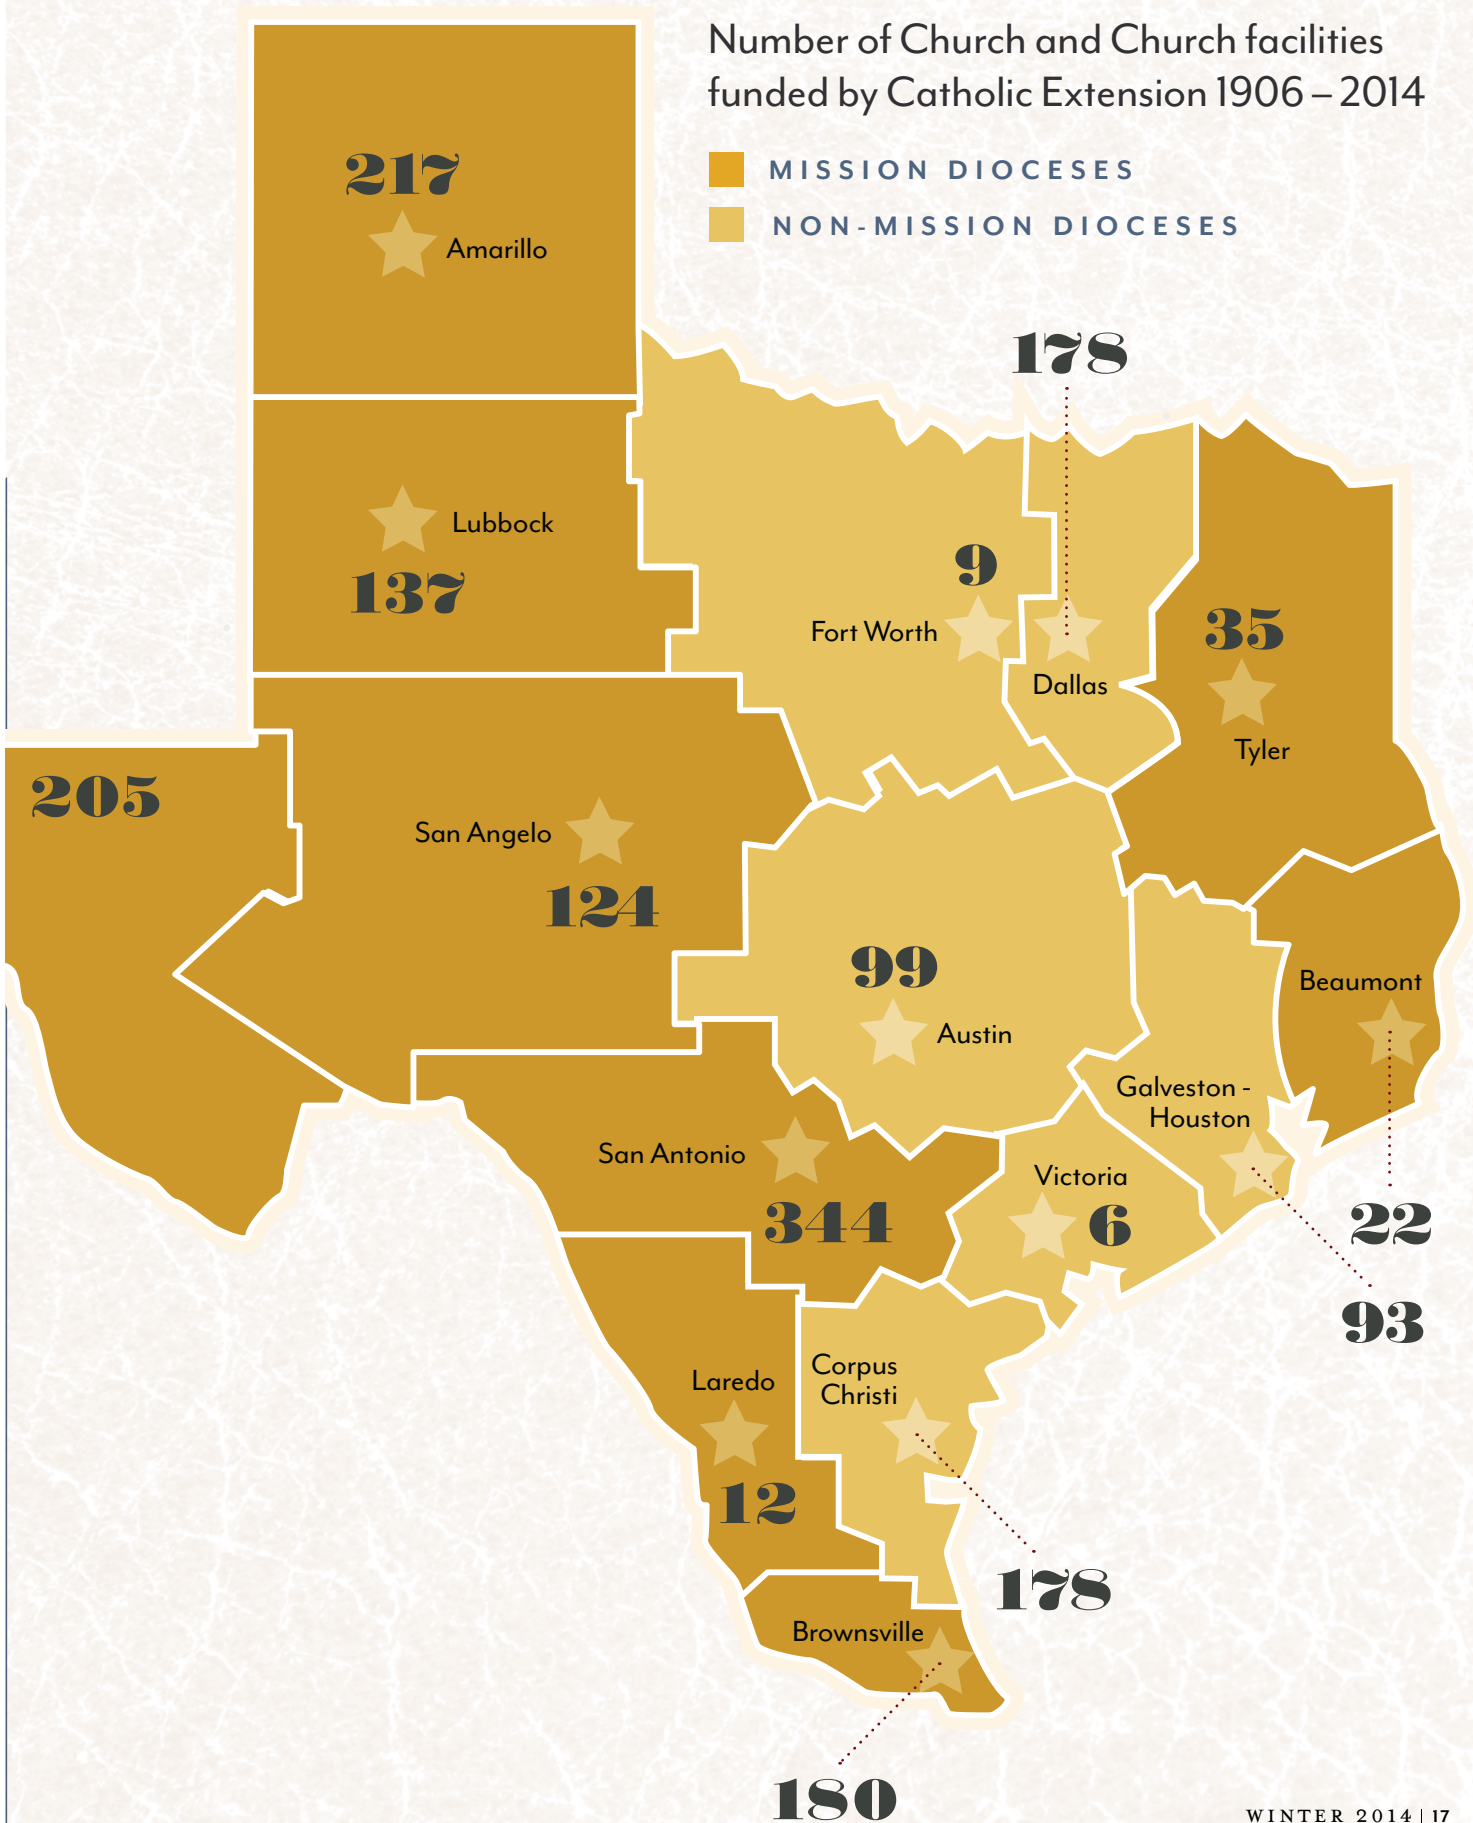 Number of Church and Church facilities
funded by Catholic Extension 1906 – 2014
MISSION DIOCESES
NON-MISSION DIOCESES
217
Amarillo
178
Lubbock
137
9
Fort Worth
Dallas
35
Tyler
205
San Angelo
124
99
Austin
Beaumont
22
Galveston -
Houston
93
San Antonio
344
Victoria
6
Laredo
12
Corpus
Christi
178
Brownsville
180
WINTER 2014 | 17